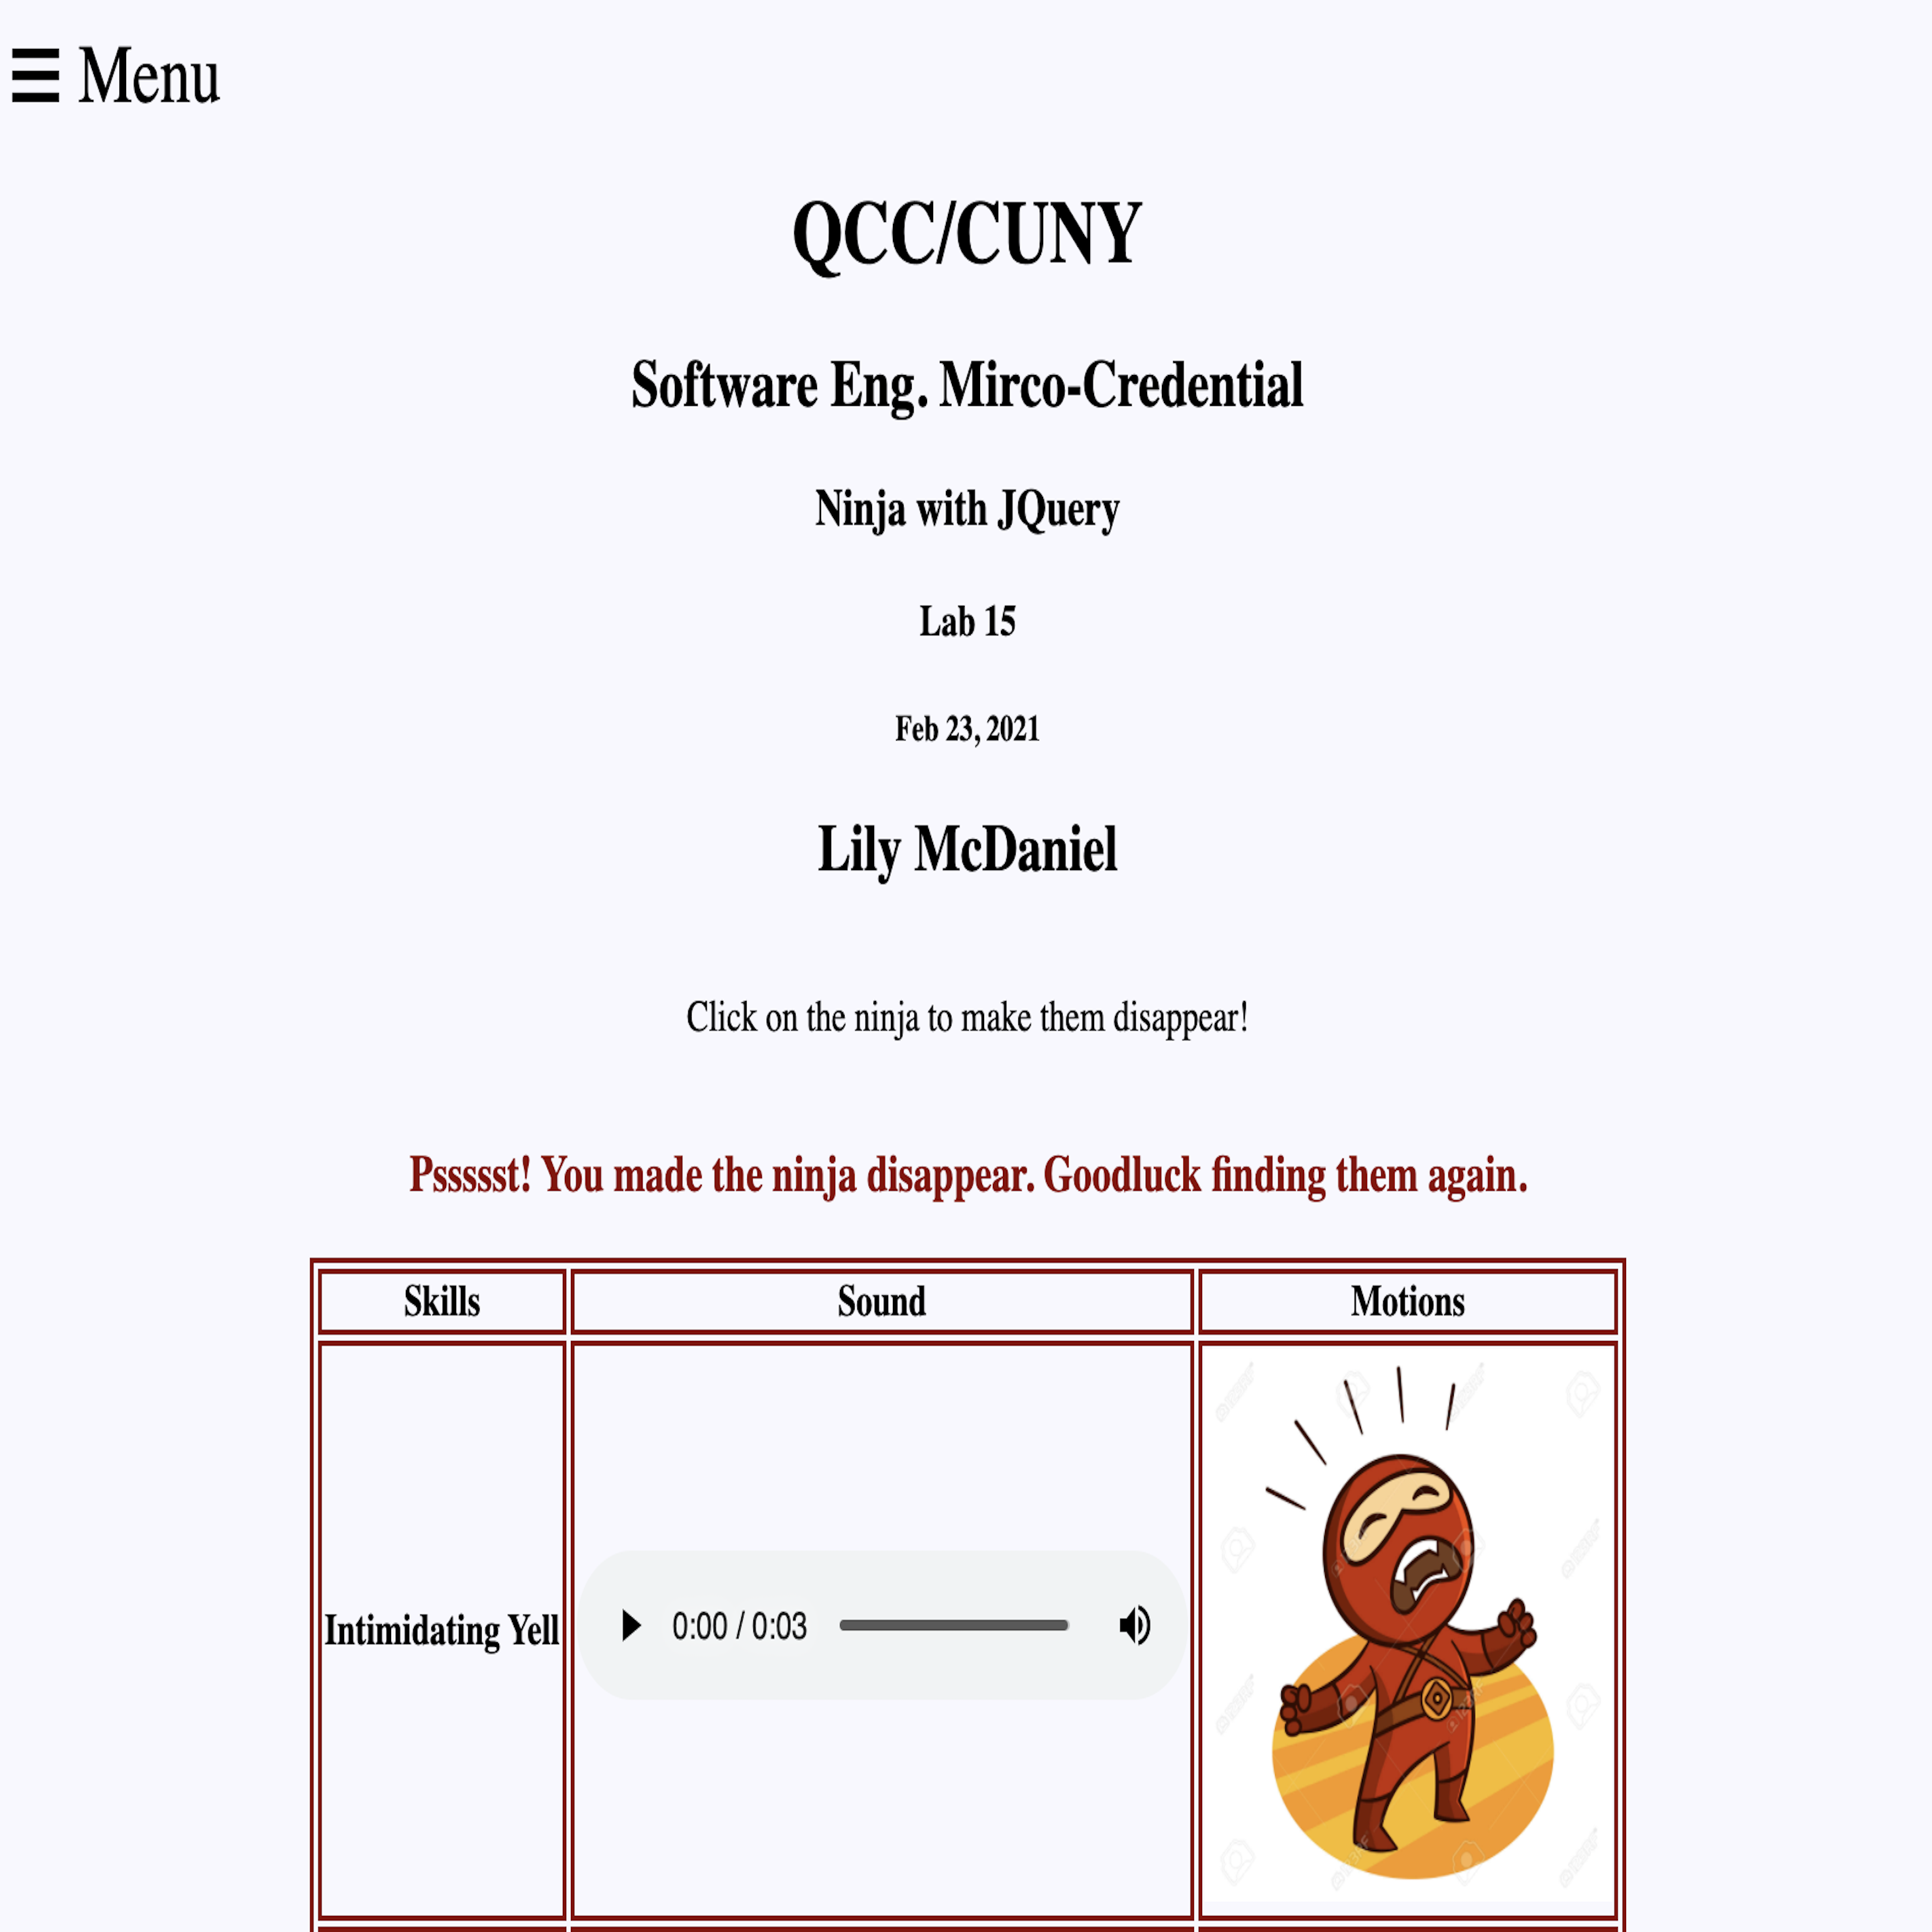 ☰ Menu
QCC/CUNY
Software Eng. Mirco-Credential
Ninja with JQuery
Lab 15
Feb 23, 2021
Lily McDaniel
Click on the ninja to make them disappear!
Pssssst! You made the ninja disappear. Goodluck finding them again.
Skills Sound Motions
Intimidating Yell 0:00 / 0:03